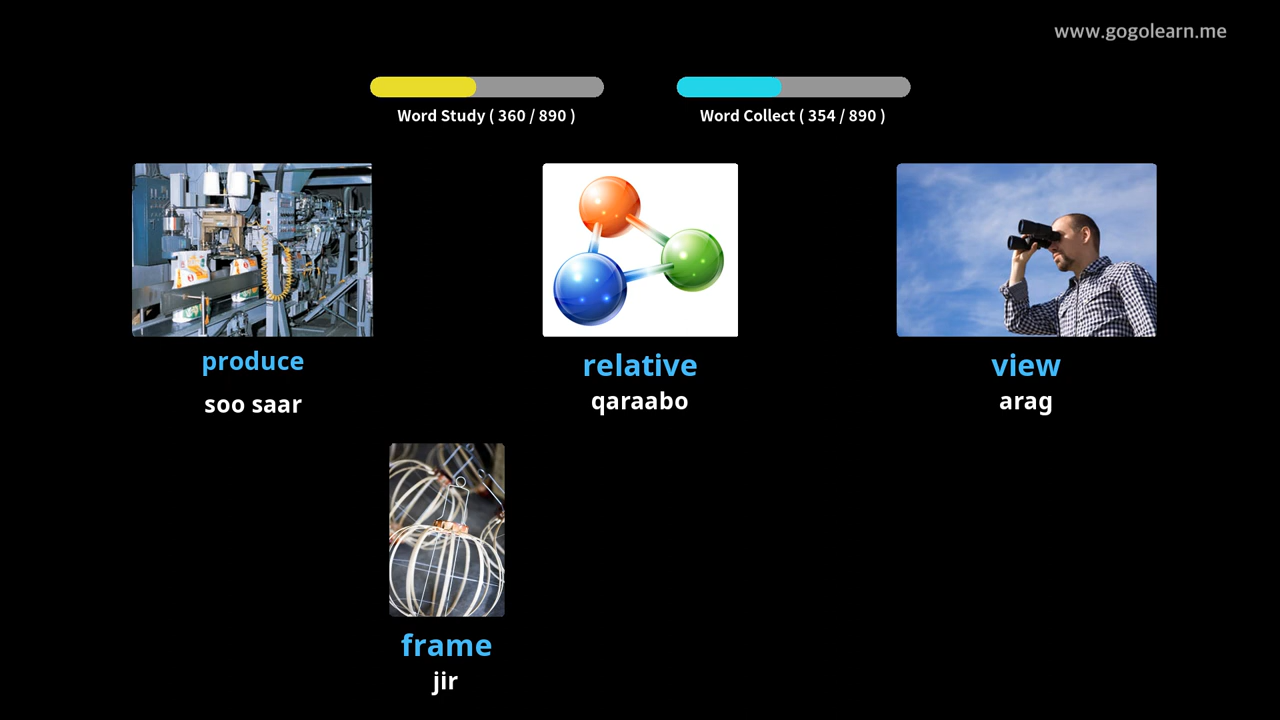 www.gogolearn.me
Word Study ( 360 / 890 )
Word Collect ( 354 / 890 )
produce
soo saar
relative
qaraabo
view
arag
frame
jir